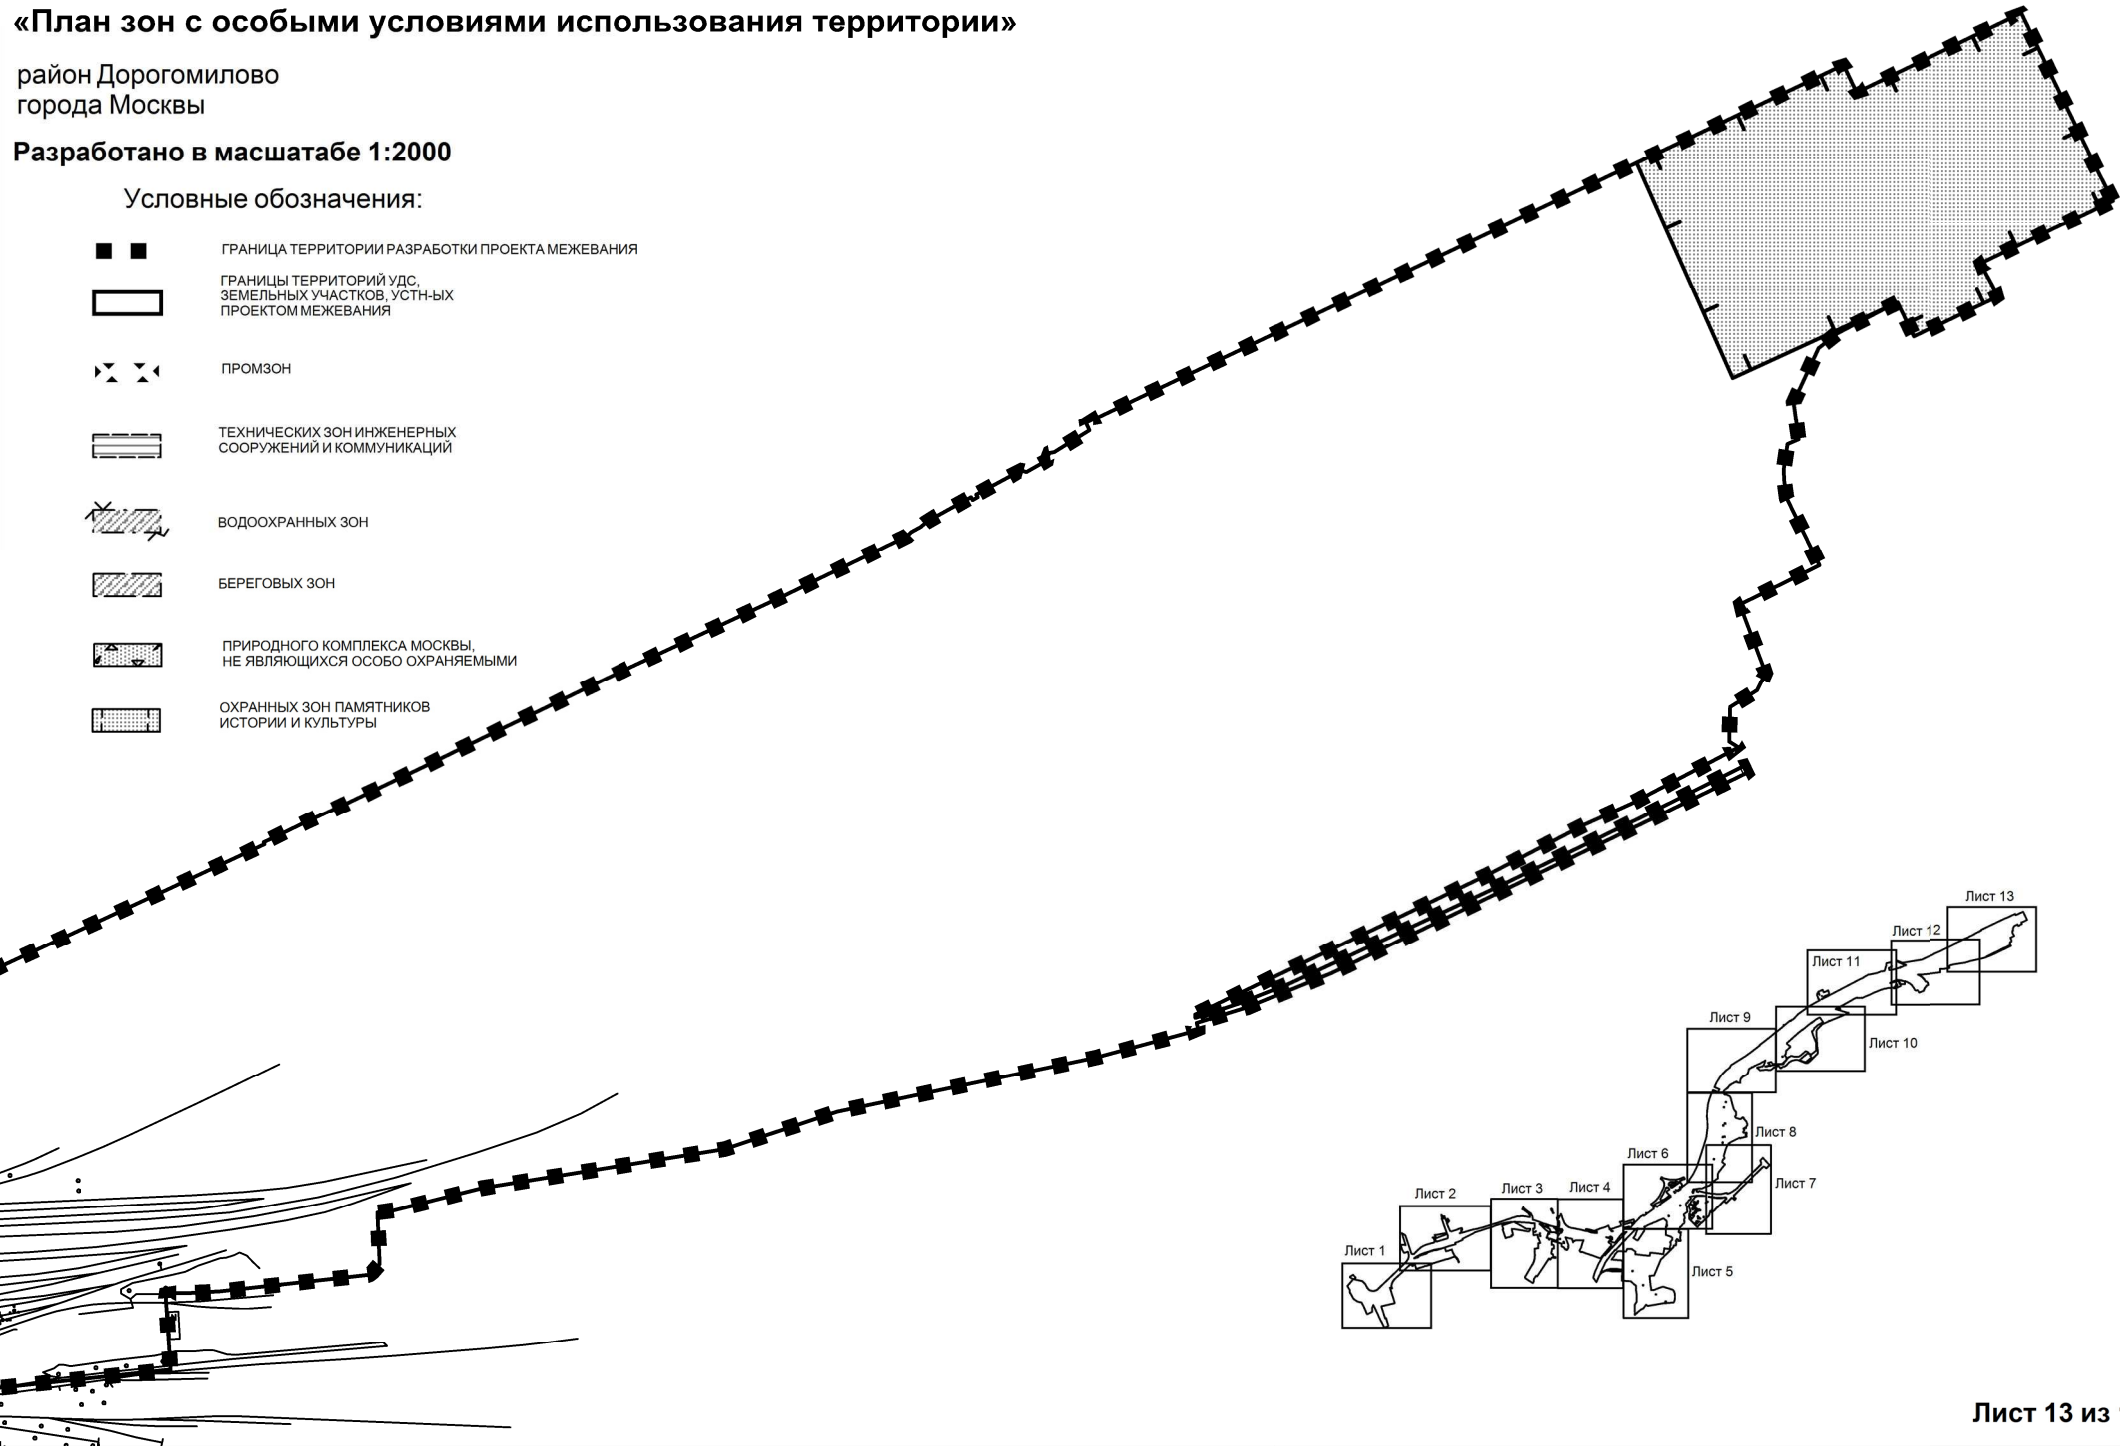 «План зон с особыми условиями использования территории»
район Дорогомилово
города Москвы
Разработано в масштабе 1:2000
Условные обозначения:
ГРАНИЦА ТЕРРИТОРИИ РАЗРАБОТКИ ПРОЕКТА МЕЖЕВАНИЯ
ГРАНИЦЫ ТЕРРИТОРИЙ УДС,
ЗЕМЕЛЬНЫХ УЧАСТКОВ, УСТН-ЫХ
ПРОЕКТОМ МЕЖЕВАНИЯ
ПРОМЗОН
ТЕХНИЧЕСКИХ ЗОН ИНЖЕНЕРНЫХ
СООРУЖЕНИЙ И КОММУНИКАЦИЙ
ВОДООХРАННЫХ ЗОН
БЕРЕГОВЫХ ЗОН
ПРИРОДНОГО КОМПЛЕКСА МОСКВЫ,
НЕ ЯВЛЯЮЩИХСЯ ОСОБО ОХРАНЯЕМЫМИ
ОХРАННЫХ ЗОН ПАМЯТНИКОВ
ИСТОРИИ И КУЛЬТУРЫ
Лист 13
Лист 12
Лист 11
Лист 9
Лист 10
Лист 8
Лист 6
Лист 7
Лист 2
Лист 3
Лист 4
Лист 1
Лист 5
Лист 13 из